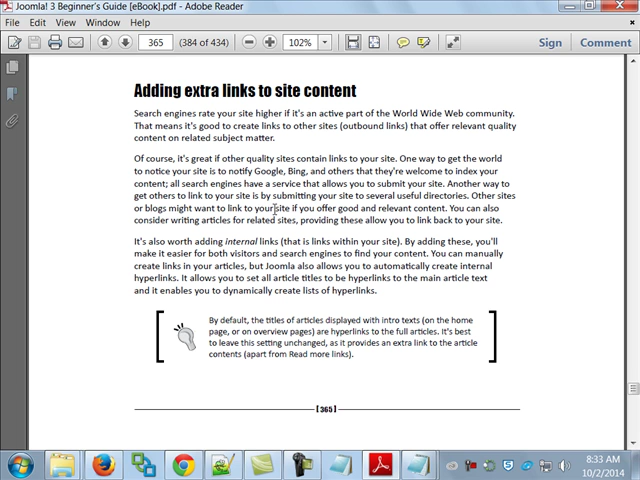 Joomla! 3 Beginner's Guide [eBook].pdf - Adobe Reader
File Edit View Window Help
365 (384 of 434) 102% Sign Comment
Adding extra links to site content
Search engines rate your site higher if it's an active part of the World Wide Web community.
That means it's good to create links to other sites (outbound links) that offer relevant quality
content on related subject matter.
Of course, it's great if other quality sites contain links to your site. One way to get the world
to notice your site is to notify Google, Bing, and others that they're welcome to index your
content; all search engines have a service that allows you to submit your site. Another way to
get others to link to your site is by submitting your site to several useful directories. Other sites
or blogs might want to link to your site if you offer good and relevant content. You can also
consider writing articles for related sites, providing these allow you to link back to your site.
It's also worth adding internal links (that is links within your site). By adding these, you'll
make it easier for both visitors and search engines to find your content. You can manually
create links in your articles, but Joomla also allows you to automatically create internal
hyperlinks. It allows you to set all article titles to be hyperlinks to the main article text
and it enables you to dynamically create lists of hyperlinks.
By default, the titles of articles displayed with intro texts (on the home
page, or on overview pages) are hyperlinks to the full articles. It's best
to leave this setting unchanged, as it provides an extra link to the article
contents (apart from Read more links).
[ 365 ]
8:33 AM
10/2/2014